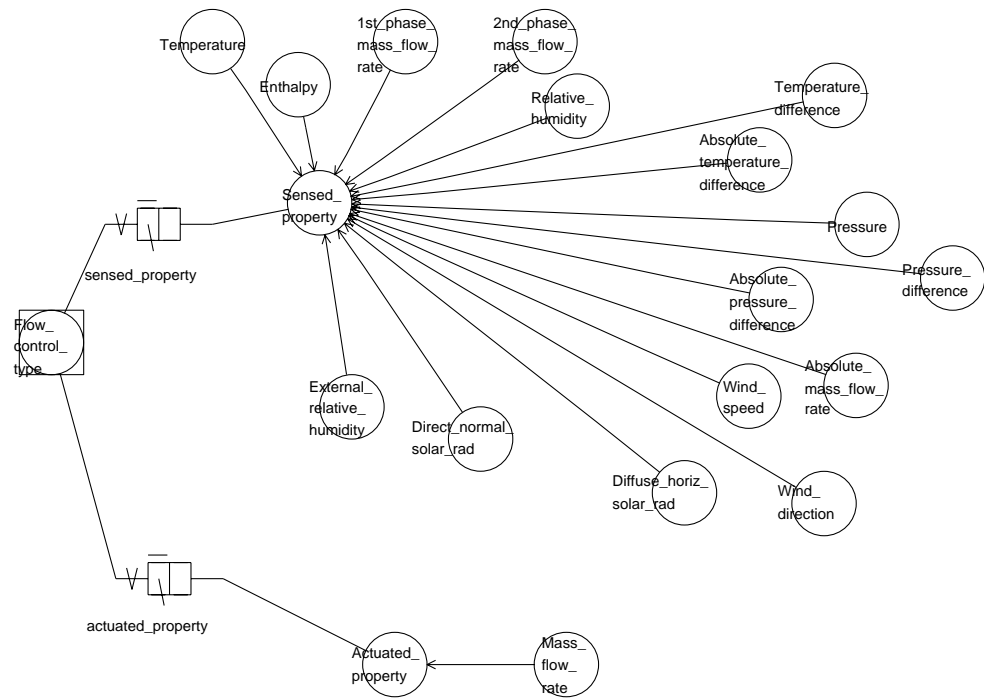 Temperature
1st_phase_
mass_flow_
rate
2nd_phase_
mass_flow_
rate
Enthalpy
Relative_
humidity
Temperature_
difference
Absolute_
temperature_
difference
Sensed_
property
Pressure
sensed_property
Pressure_
difference
Absolute_
pressure_
difference
Flow_
control_
type
Absolute_
mass_flow_
rate
Wind_
speed
External_
relative_
humidity
Direct_normal_
solar_rad
Diffuse_horiz_
solar_rad
Wind_
direction
actuated_property
Actuated_
property
Mass_
flow_
rate